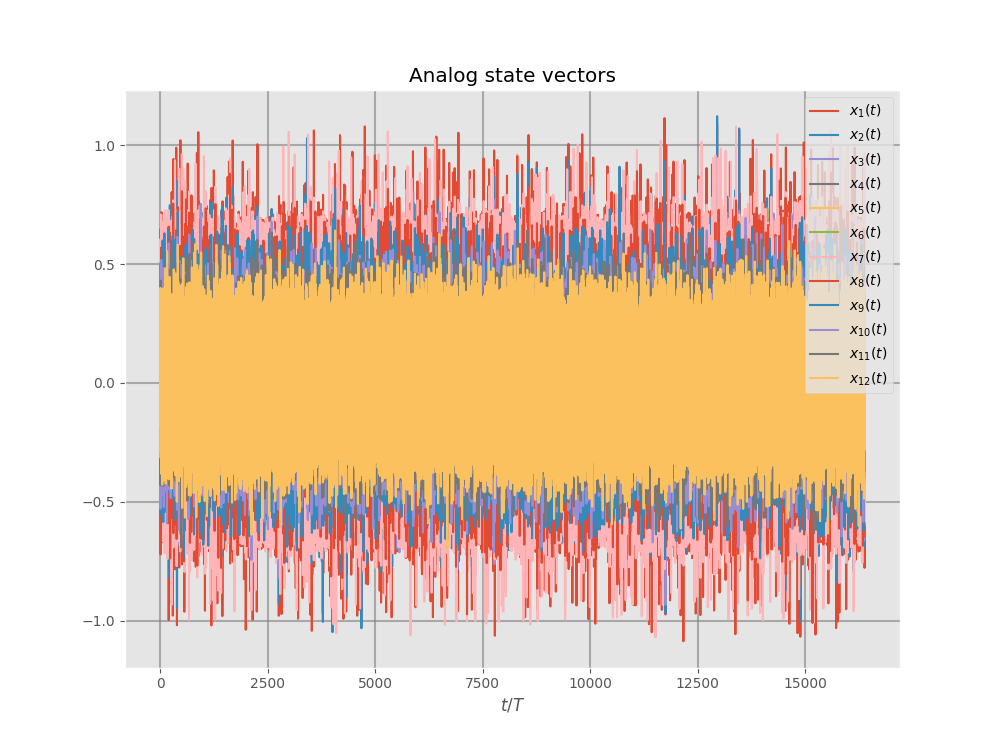 Analog state vectors
1.0
0.5
0.0
−0.5
−1.0
0
2500
5000
7500
10000
12500
15000
t/T
x₁(t)
x₂(t)
x₃(t)
x₄(t)
x₅(t)
x₆(t)
x₇(t)
x₈(t)
x₉(t)
x₁₀(t)
x₁₁(t)
x₁₂(t)